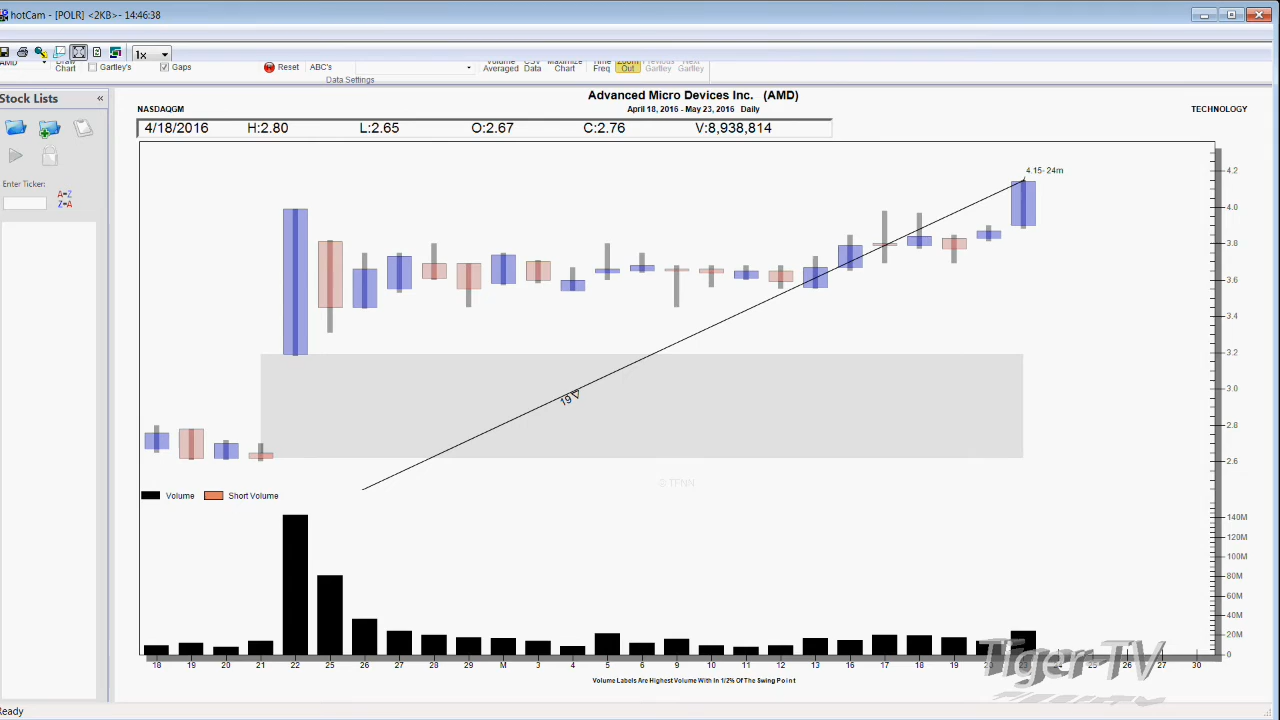 hotCam - [POLR] <2KB> - 14:46:38
1x
AMD Draw Chart Gartley's Gaps Reset ABC's Volume Averaged CSV Data Maximize Chart Time Freq Zoom Out Previous Gartley Next Gartley
Data Settings
Stock Lists «
Advanced Micro Devices Inc. (AMD)
NASDAQGM April 18, 2016 - May 23, 2016 Daily TECHNOLOGY
4/18/2016 H:2.80 L:2.65 O:2.67 C:2.76 V:8,938,814
Enter Ticker:
A=Z
Z=A
4.15- 24m
4.2
4.0
3.8
3.6
3.4
3.2
3.0
2.8
2.6
19
© TFNN
Volume Short Volume
140M
120M
100M
80M
60M
40M
20M
0M
18 19 20 21 22 25 26 27 28 29 M 3 4 5 6 9 10 11 12 13 16 17 18 19 20 27 30
Volume Labels Are Highest Volume With In 1/2% Of The Swing Point
Tiger-TV
Ready